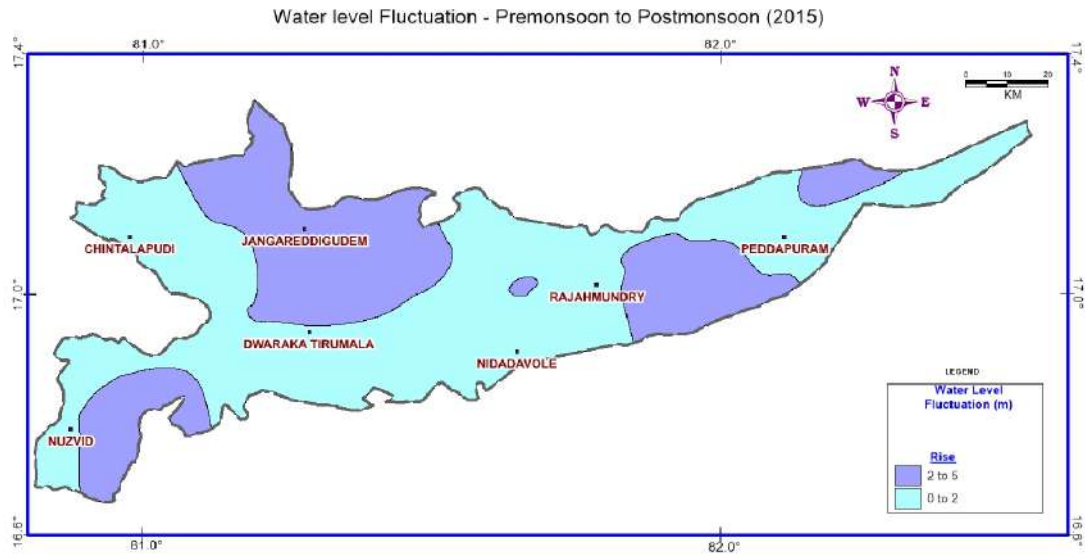 Water level Fluctuation - Premonsoon to Postmonsoon (2015)
81.0°
82.0°
17.4°
17.4°
N
W E
S
0 10 20
KM
JANGAREDDIGUDEM
CHINTALAPUDI
PEDDAPURAM
17.0°
17.0°
RAJAHMUNDRY
DWARAKA TIRUMALA
NIDADAVOLE
LEGEND
Water Level
Fluctuation (m)
NUZVID
Rise
2 to 5
0 to 2
16.6°
16.6°
81.0°
82.0°